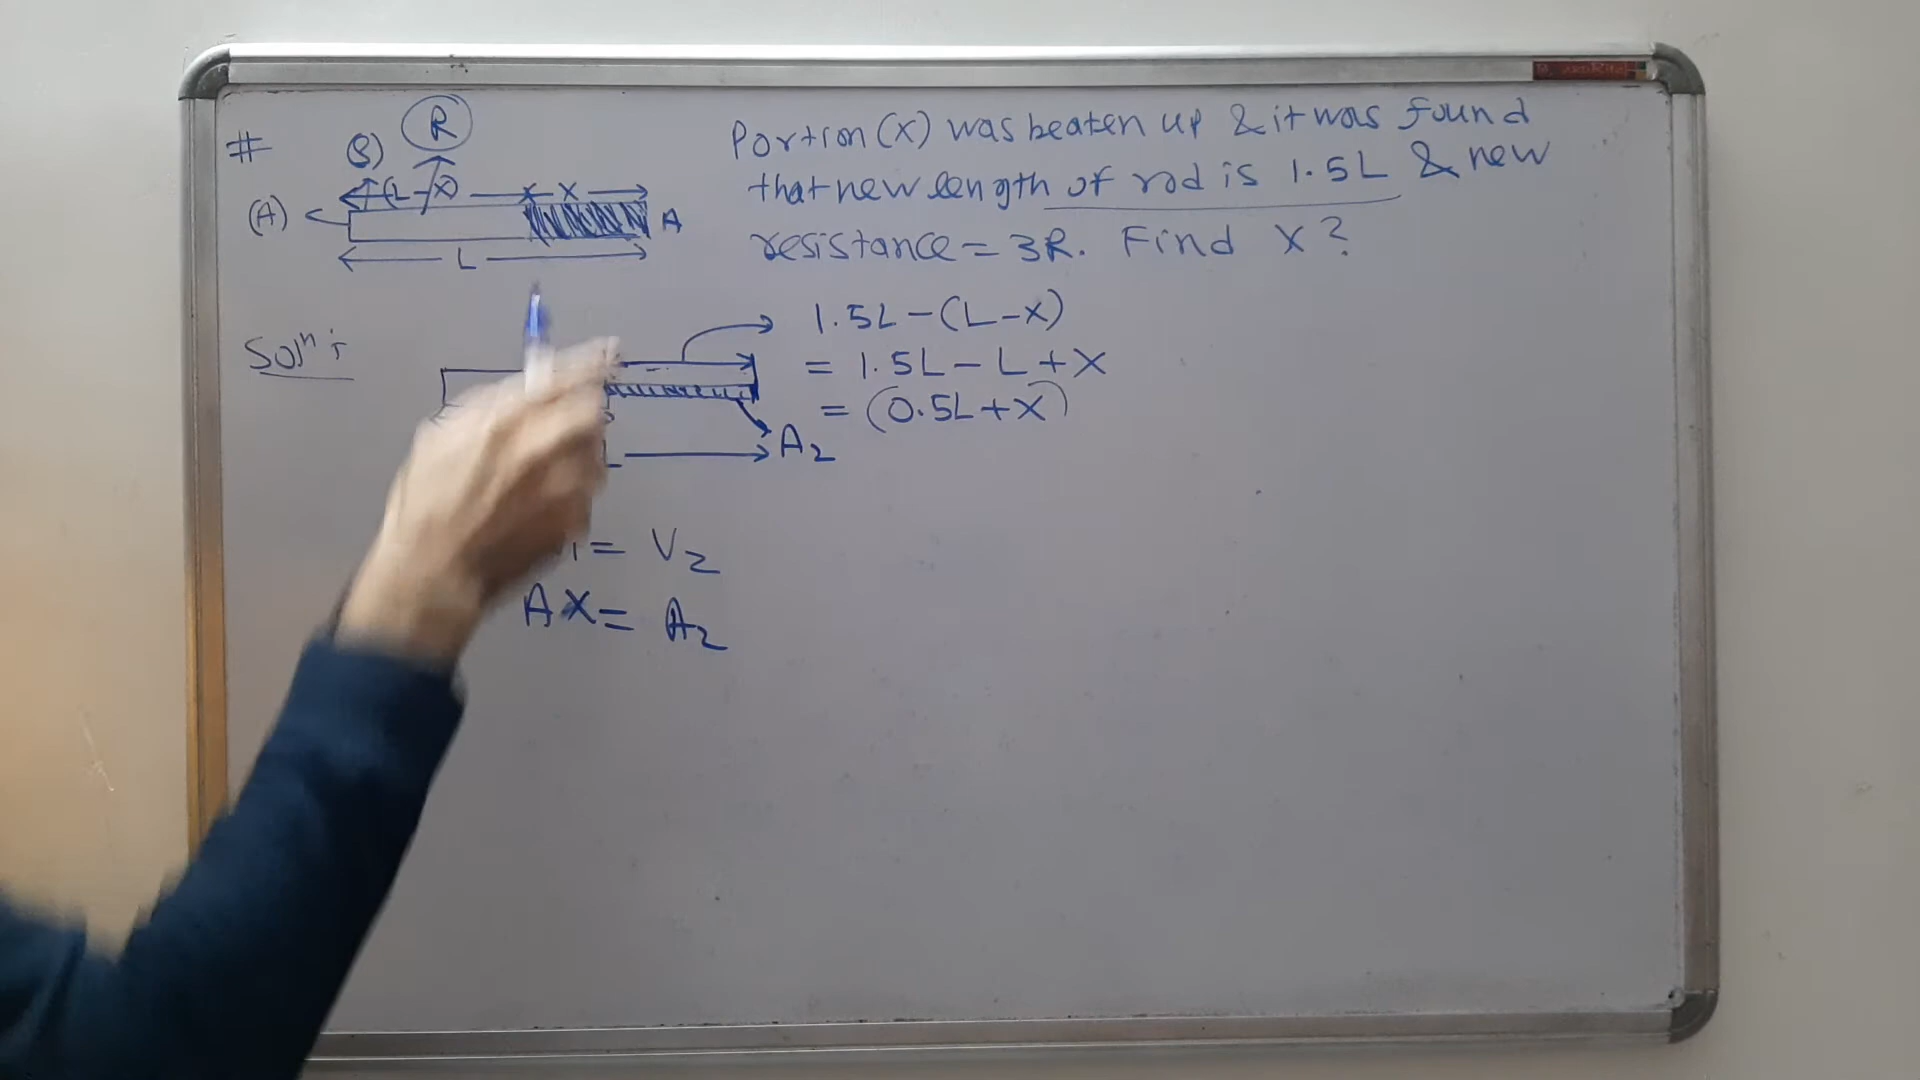 #
R
(L-x)
x
(A)
A
L
Portion (x) was beaten up & it was found
that new length of rod is 1.5L & new
resistance = 3R. Find x?
Solⁿ:
1.5L - (L-x)
= 1.5L - L + x
= (0.5L + x)
A₂
= V₂
Ax = A₂